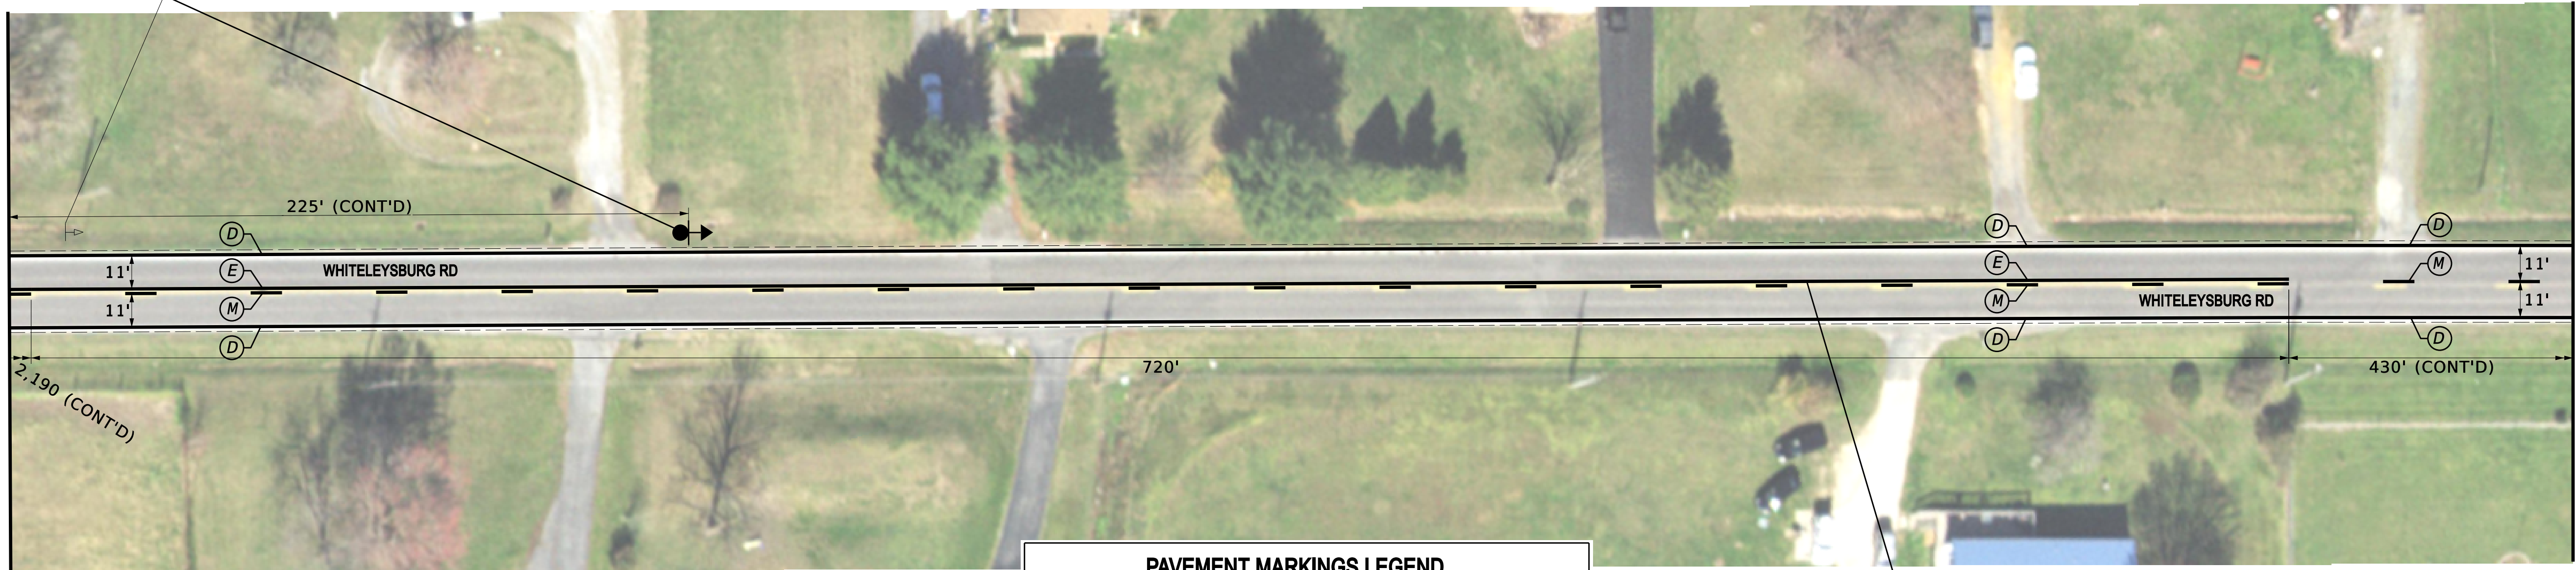 225' (CONT'D)
D
D
D
E
E
M
11'
WHITELEYSBURG RD
11'
11'
M
M
WHITELEYSBURG RD
11'
D
D
D
2,190 (CONT'D)
720'
430' (CONT'D)
PAVEMENT MARKINGS LEGEND